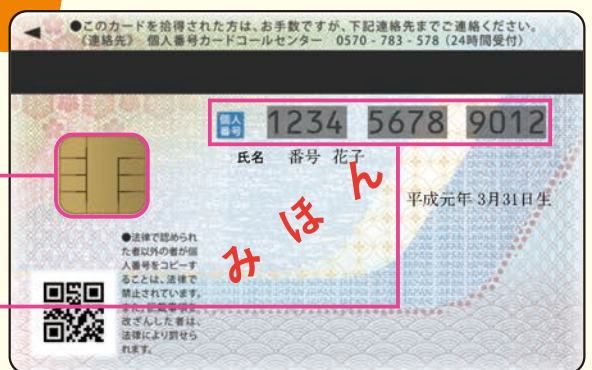 ●このカードを拾得された方は、お手数ですが、下記連絡先までご連絡ください。
《連絡先》 個人番号カードコールセンター 0570-783-578(24時間受付)
個人番号 1234 5678 9012
氏名 番号 花子
平成元年 3月31日生
みほん
●法律で認められ
た者以外の者が個
人番号をコピーす
ることは、法律で
禁止されています。
また、記載事項を
改ざんした者は、
法律により罰せら
れます。